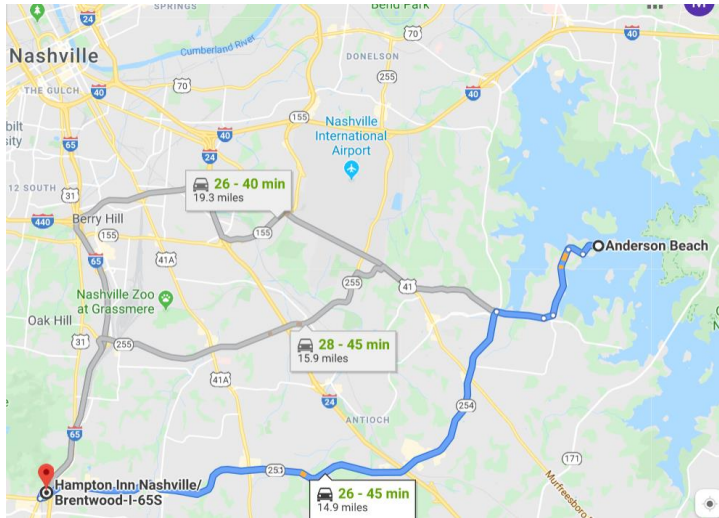 SPRINGS
Bend Park
M
24
70
40
Cumberland River
Nashville
DONELSON
255
THE GULCH
40
70
40
155
Nashville
International
Airport
40
24
65
12 SOUTH
31
26 - 40 min
19.3 miles
440
Berry Hill
155
155
Anderson Beach
65
41A
255
41
Nashville Zoo
at Grassmere
Oak Hill
31
255
28 - 45 min
15.9 miles
41A
24
254
ANTIOCH
65
171
253
Hampton Inn Nashville/
Brentwood-I-65S
26 - 45 min
14.9 miles
Murfreesboro